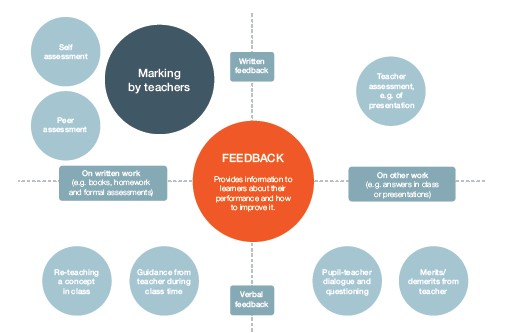 Self
assessment
Marking
by teachers
Written
feedback
Teacher
assessment,
e.g. of
presentation
Peer
assessment
FEEDBACK
Provides information to
learners about their
performance and how
to improve it.
On written work
(e.g. books, homework
and formal assessments)
On other work
(e.g. answers in class
or presentations)
Re-teaching
a concept
in class
Guidance from
teacher during
class time
Verbal
feedback
Pupil-teacher
dialogue and
questioning
Merits/
demerits from
teacher